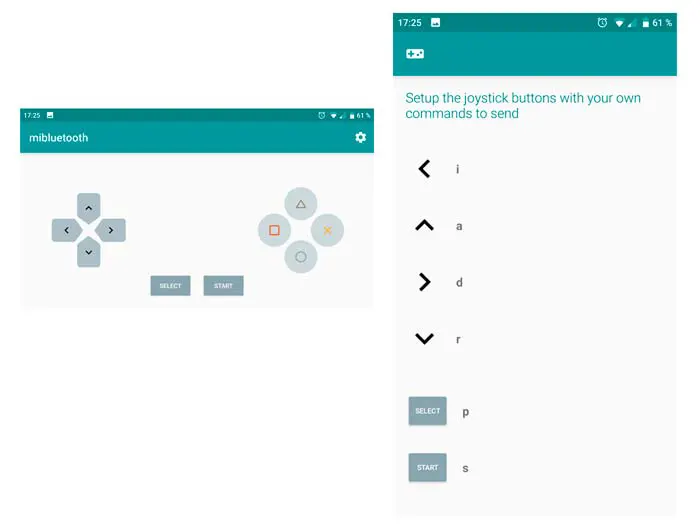 17:25
61 %
mibluetooth
SELECT
START
17:25
61 %
Setup the joystick buttons with your own
commands to send
i
a
d
r
SELECT
p
START
s